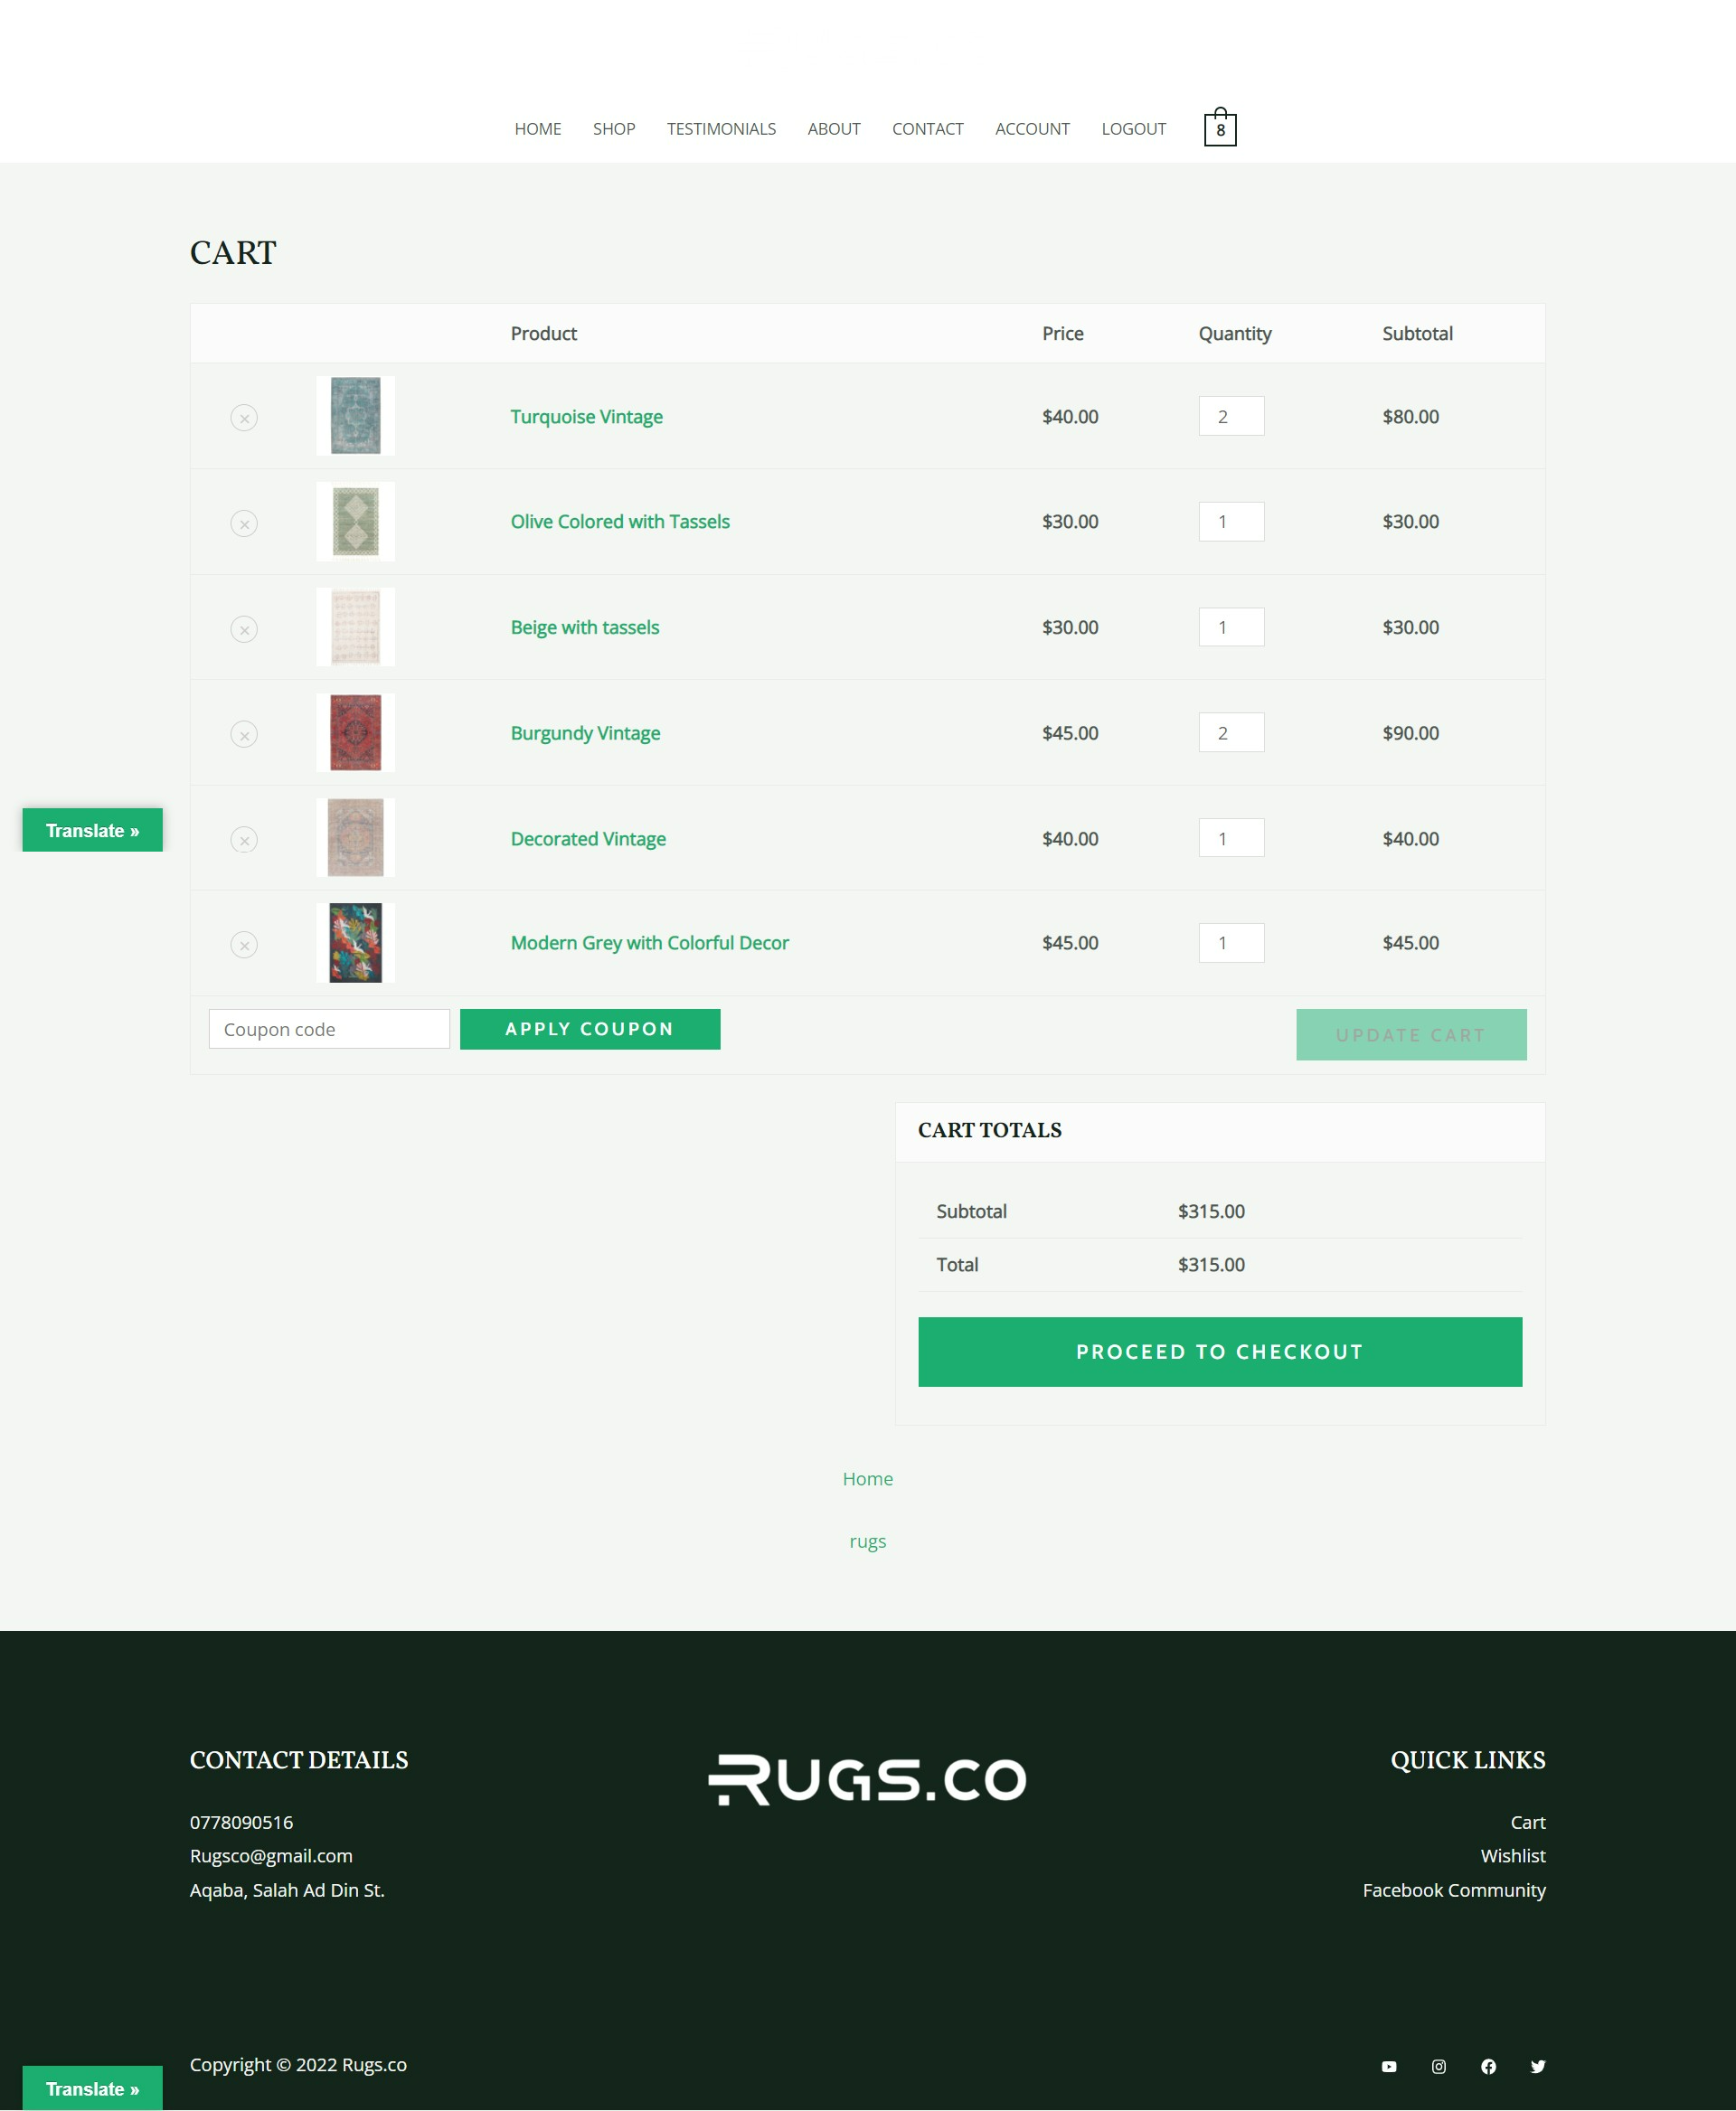 HOME SHOP TESTIMONIALS ABOUT CONTACT ACCOUNT LOGOUT 8
CART
Product Price Quantity Subtotal
× Turquoise Vintage $40.00 2 $80.00
× Olive Colored with Tassels $30.00 1 $30.00
× Beige with tassels $30.00 1 $30.00
× Burgundy Vintage $45.00 2 $90.00
Translate »
× Decorated Vintage $40.00 1 $40.00
× Modern Grey with Colorful Decor $45.00 1 $45.00
Coupon code APPLY COUPON UPDATE CART
CART TOTALS
Subtotal $315.00
Total $315.00
PROCEED TO CHECKOUT
Home
rugs
CONTACT DETAILS
0778090516
Rugsco@gmail.com
Aqaba, Salah Ad Din St.
RUGS.CO
QUICK LINKS
Cart
Wishlist
Facebook Community
Copyright © 2022 Rugs.co
Translate »